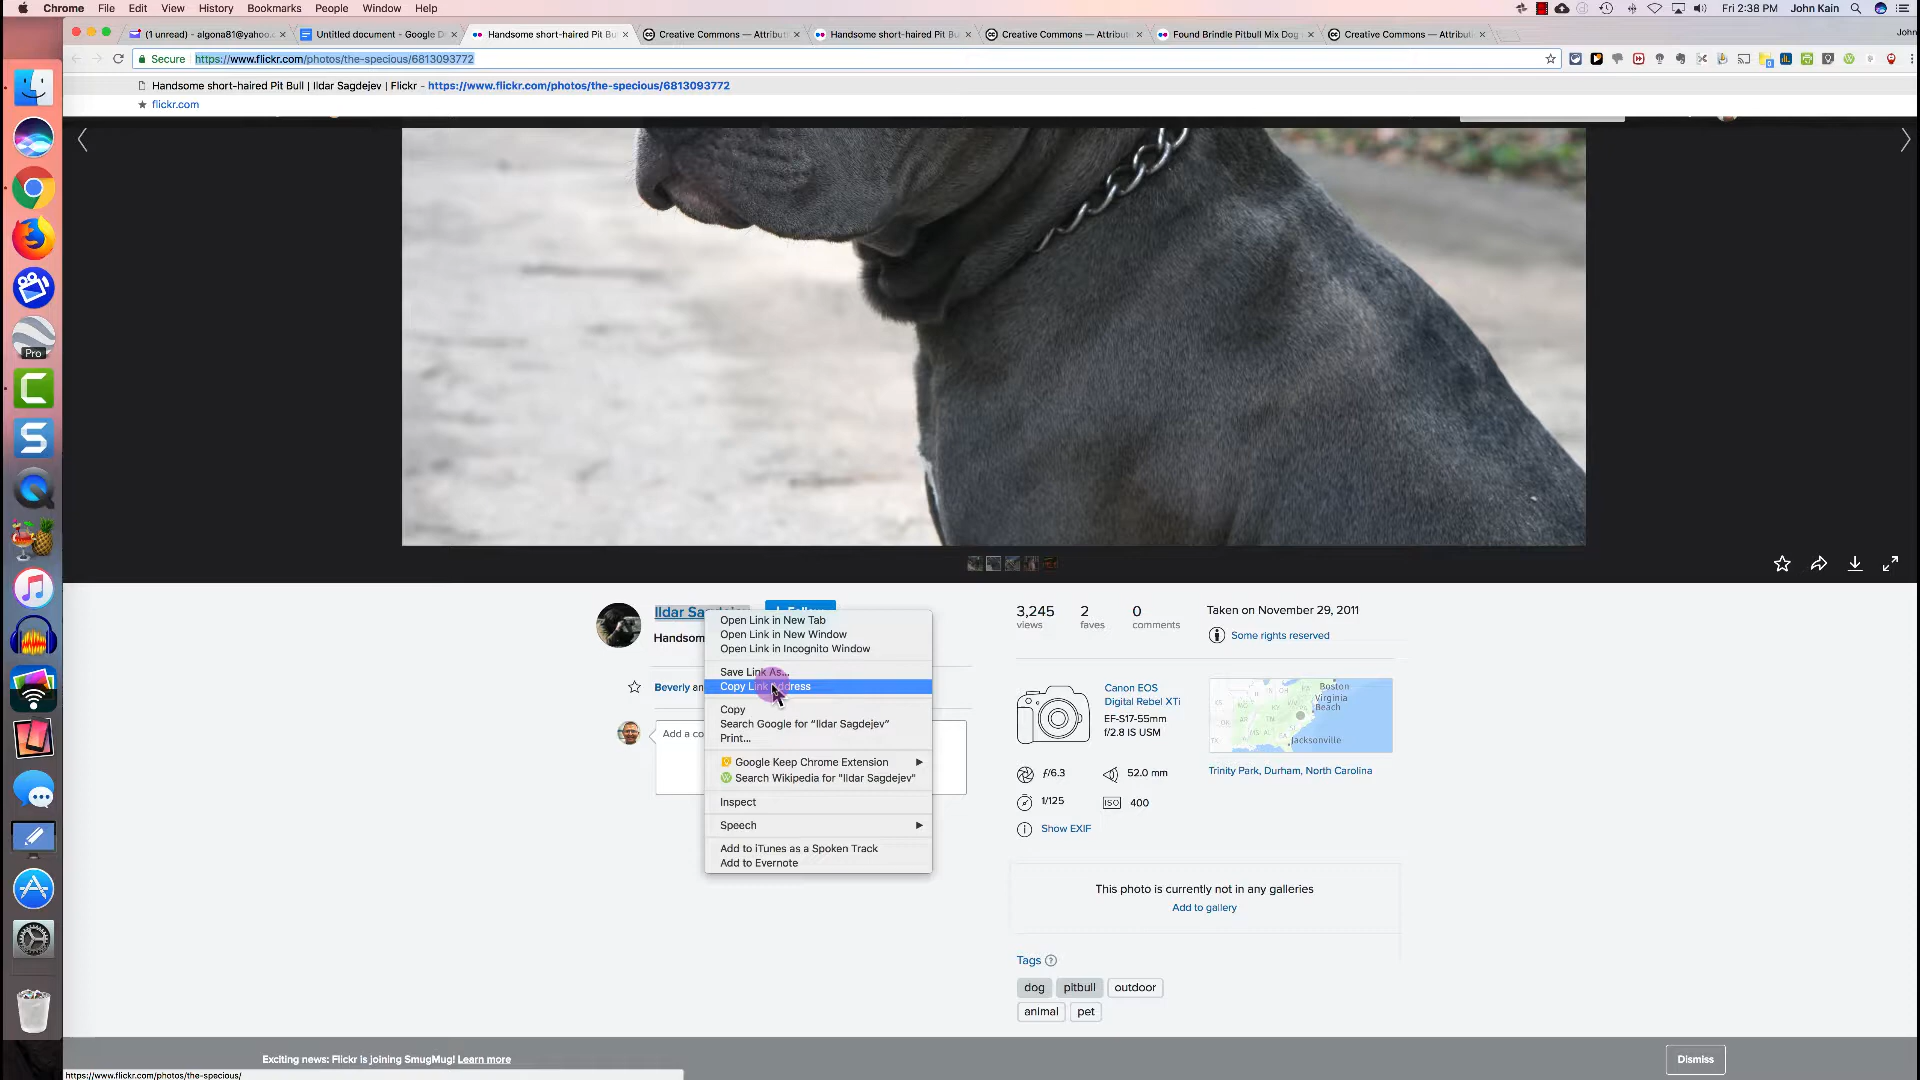 Chrome File Edit View History Bookmarks People Window Help Fri 2:38 PM John Kain
(1 unread) - algona81@yahoo.c Untitled document - Google D Handsome short-haired Pit Bul Creative Commons — Attributi Handsome short-haired Pit Bul Creative Commons — Attribut Found Brindle Pitbull Mix Dog Creative Commons — Attribut John
Secure https://www.flickr.com/photos/the-specious/6813093772
Handsome short-haired Pit Bull | Ildar Sagdejev | Flickr - https://www.flickr.com/photos/the-specious/6813093772
flickr.com
Pro
Ildar Sagdejev
Handsom
Beverly an
Add a co
Open Link in New Tab
Open Link in New Window
Open Link in Incognito Window
Save Link As...
Copy Link Address
Copy
Search Google for “Ildar Sagdejev”
Print...
Google Keep Chrome Extension
Search Wikipedia for "Ildar Sagdejev"
Inspect
Speech
Add to iTunes as a Spoken Track
Add to Evernote
3,245 2 0
views faves comments
Taken on November 29, 2011
Some rights reserved
Canon EOS
Digital Rebel XTi
EF-S17-55mm
f/2.8 IS USM
ƒ/6.3 52.0 mm
1/125 ISO 400
Show EXIF
Boston
Virginia
Beach
Jacksonville
Trinity Park, Durham, North Carolina
This photo is currently not in any galleries
Add to gallery
Tags
dog pitbull outdoor
animal pet
Exciting news: Flickr is joining SmugMug! Learn more
Dismiss
https://www.flickr.com/photos/the-specious/